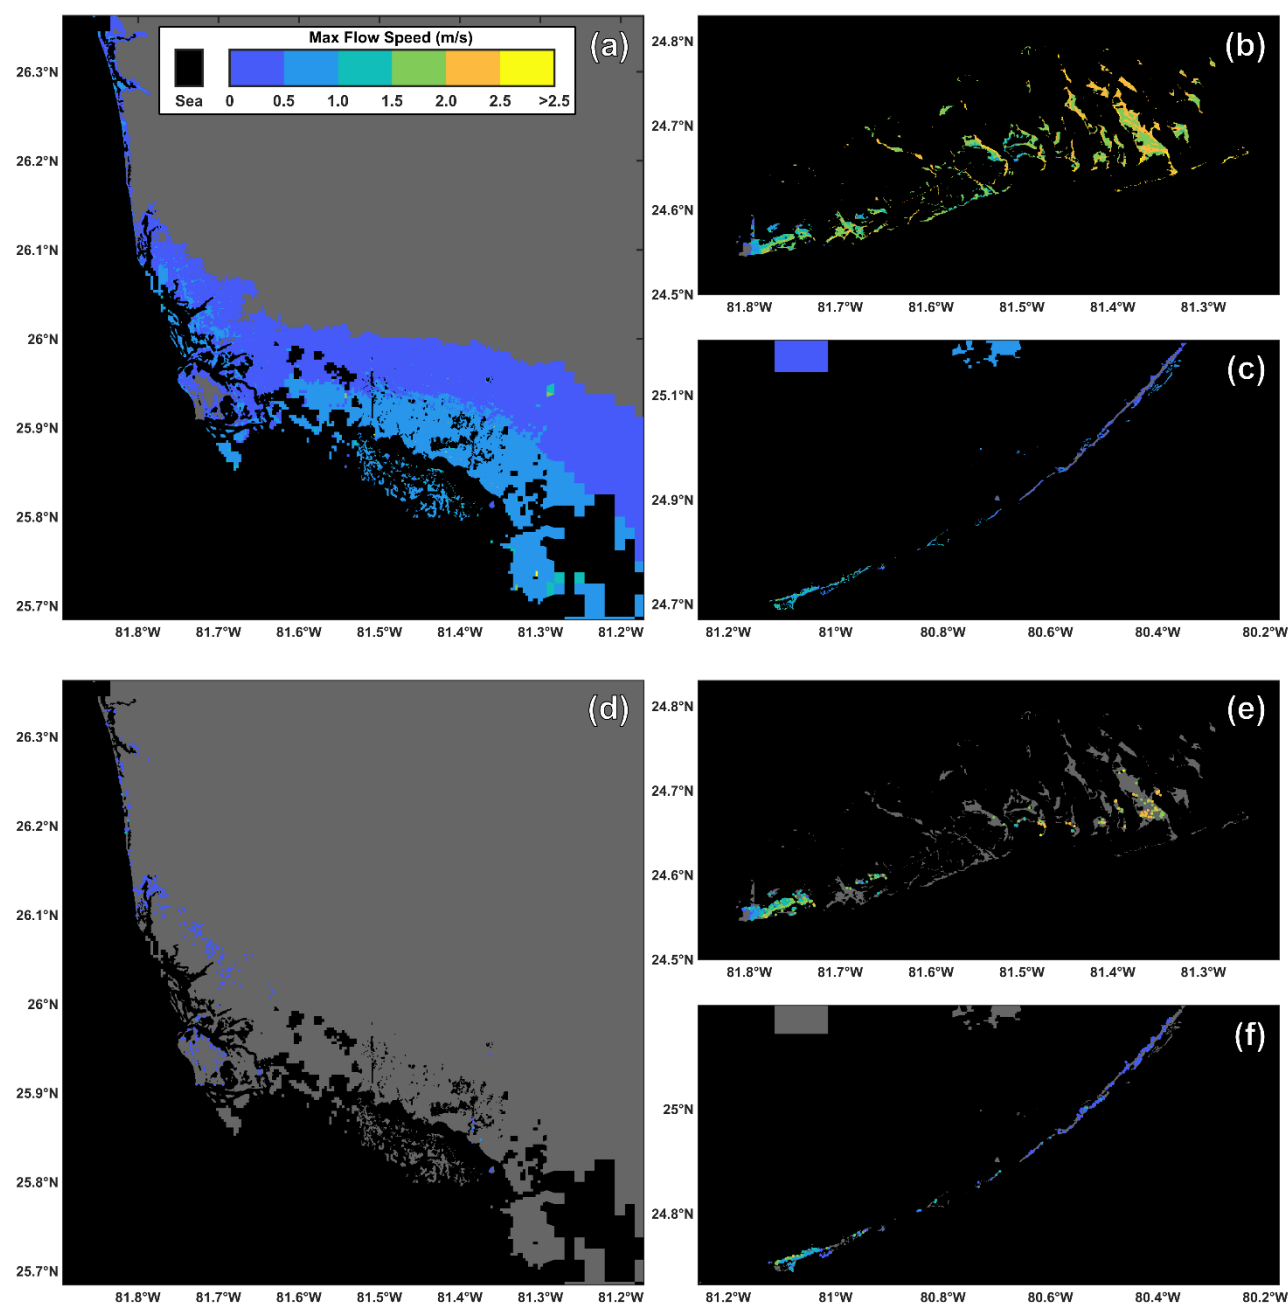 Max Flow Speed (m/s)
Sea 0 0.5 1.0 1.5 2.0 2.5 >2.5
(a)
26.3°N
26.2°N
26.1°N
26°N
25.9°N
25.8°N
25.7°N
81.8°W 81.7°W 81.6°W 81.5°W 81.4°W 81.3°W 81.2°W
(b)
24.8°N
24.7°N
24.6°N
24.5°N
81.8°W 81.7°W 81.6°W 81.5°W 81.4°W 81.3°W
(c)
25.1°N
24.9°N
24.7°N
81.2°W 81°W 80.8°W 80.6°W 80.4°W 80.2°W
(d)
26.3°N
26.2°N
26.1°N
26°N
25.9°N
25.8°N
25.7°N
81.8°W 81.7°W 81.6°W 81.5°W 81.4°W 81.3°W 81.2°W
(e)
24.8°N
24.7°N
24.6°N
24.5°N
81.8°W 81.7°W 81.6°W 81.5°W 81.4°W 81.3°W
(f)
25°N
24.8°N
81.2°W 81°W 80.8°W 80.6°W 80.4°W 80.2°W